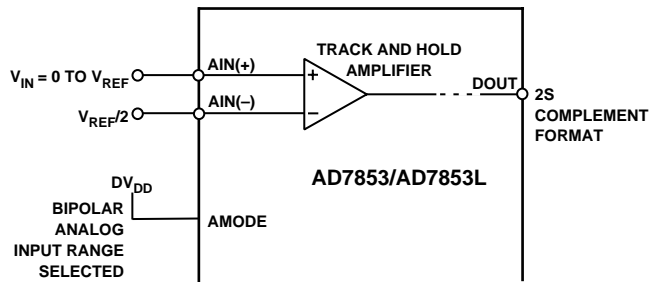 V_IN = 0 TO V_REF
AIN(+)
+
TRACK AND HOLD
AMPLIFIER
DOUT
2S
COMPLEMENT
FORMAT
V_REF/2
AIN(–)
–
AD7853/AD7853L
DV_DD
BIPOLAR
ANALOG
INPUT RANGE
SELECTED
AMODE